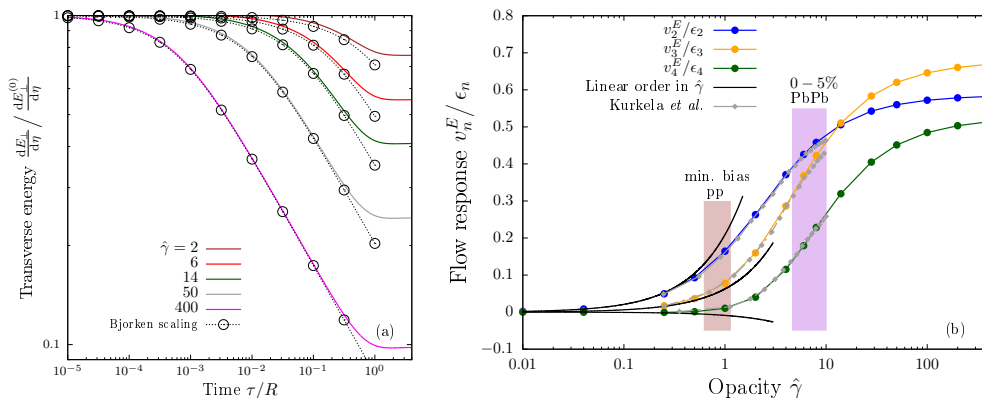 Transverse energy dE⊥/dη / dE⊥^(0)/dη
1
0.1
γ̂ = 2
6
14
50
400
Bjorken scaling
(a)
10^−5 10^−4 10^−3 10^−2 10^−1 10^0
Time τ/R
Flow response v_n^E/ϵ_n
0.8
0.7
0.6
0.5
0.4
0.3
0.2
0.1
0
−0.1
v_2^E/ϵ_2
v_3^E/ϵ_3
v_4^E/ϵ_4
Linear order in γ̂
Kurkela et al.
0−5%
PbPb
min. bias
pp
(b)
0.01 0.1 1 10 100
Opacity γ̂